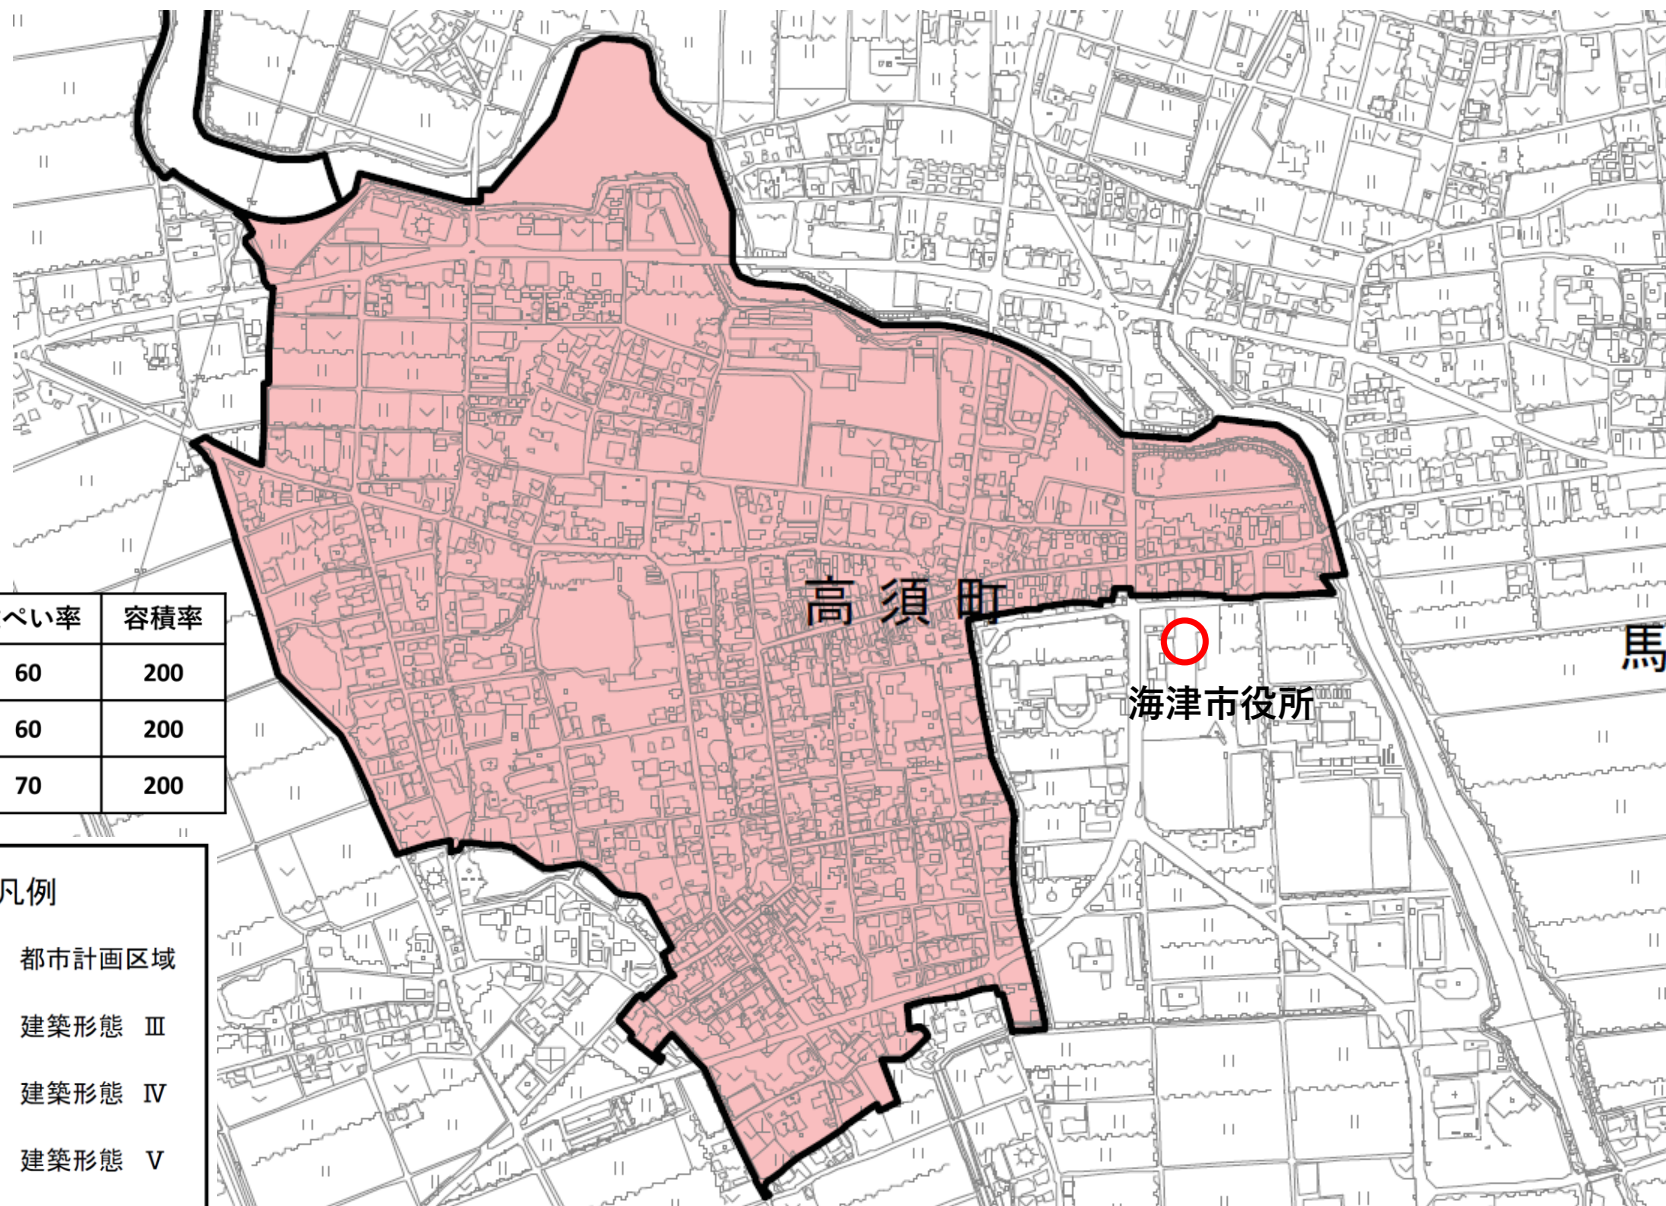 高須町
ぺい率 容積率
60 200
60 200
70 200
馬
海津市役所
凡例
都市計画区域
建築形態 Ⅲ
建築形態 Ⅳ
建築形態 Ⅴ